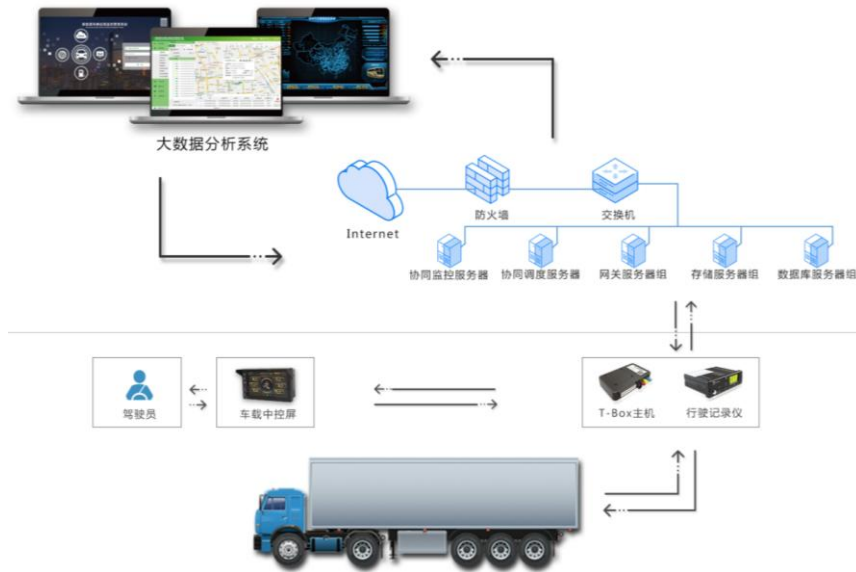 大数据分析系统
Internet
防火墙
交换机
协同监控服务器
协同调度服务器
网关服务器组
存储服务器组
数据库服务器组
驾驶员
车载中控屏
T-Box主机
行驶记录仪